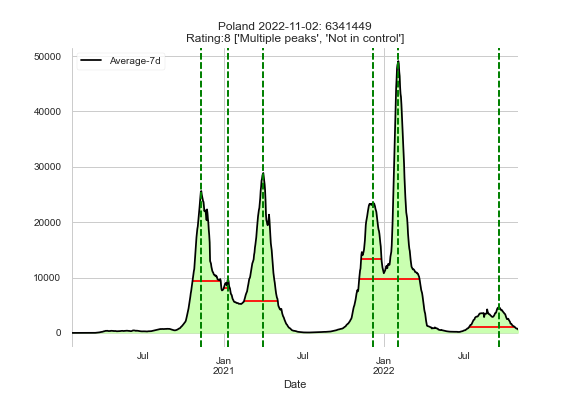 Poland 2022-11-02: 6341449
Rating:8 ['Multiple peaks', 'Not in control']
Average-7d
50000
40000
30000
20000
10000
0
Jul
Jan
2021
Jul
Jan
2022
Jul
Date